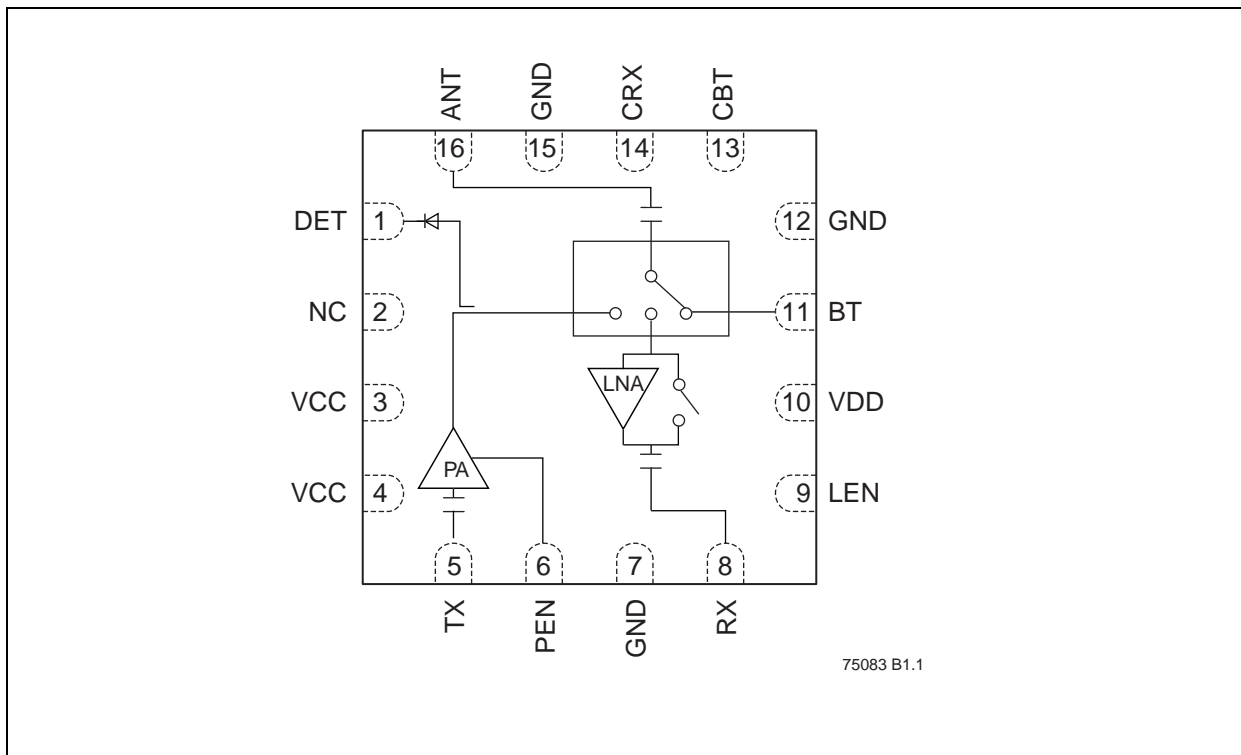 ANT
GND
CRX
CBT
16
15
14
13
DET 1
12 GND
NC 2
11 BT
LNA
VCC 3
10 VDD
PA
VCC 4
9 LEN
5
6
7
8
TX
PEN
GND
RX
75083 B1.1